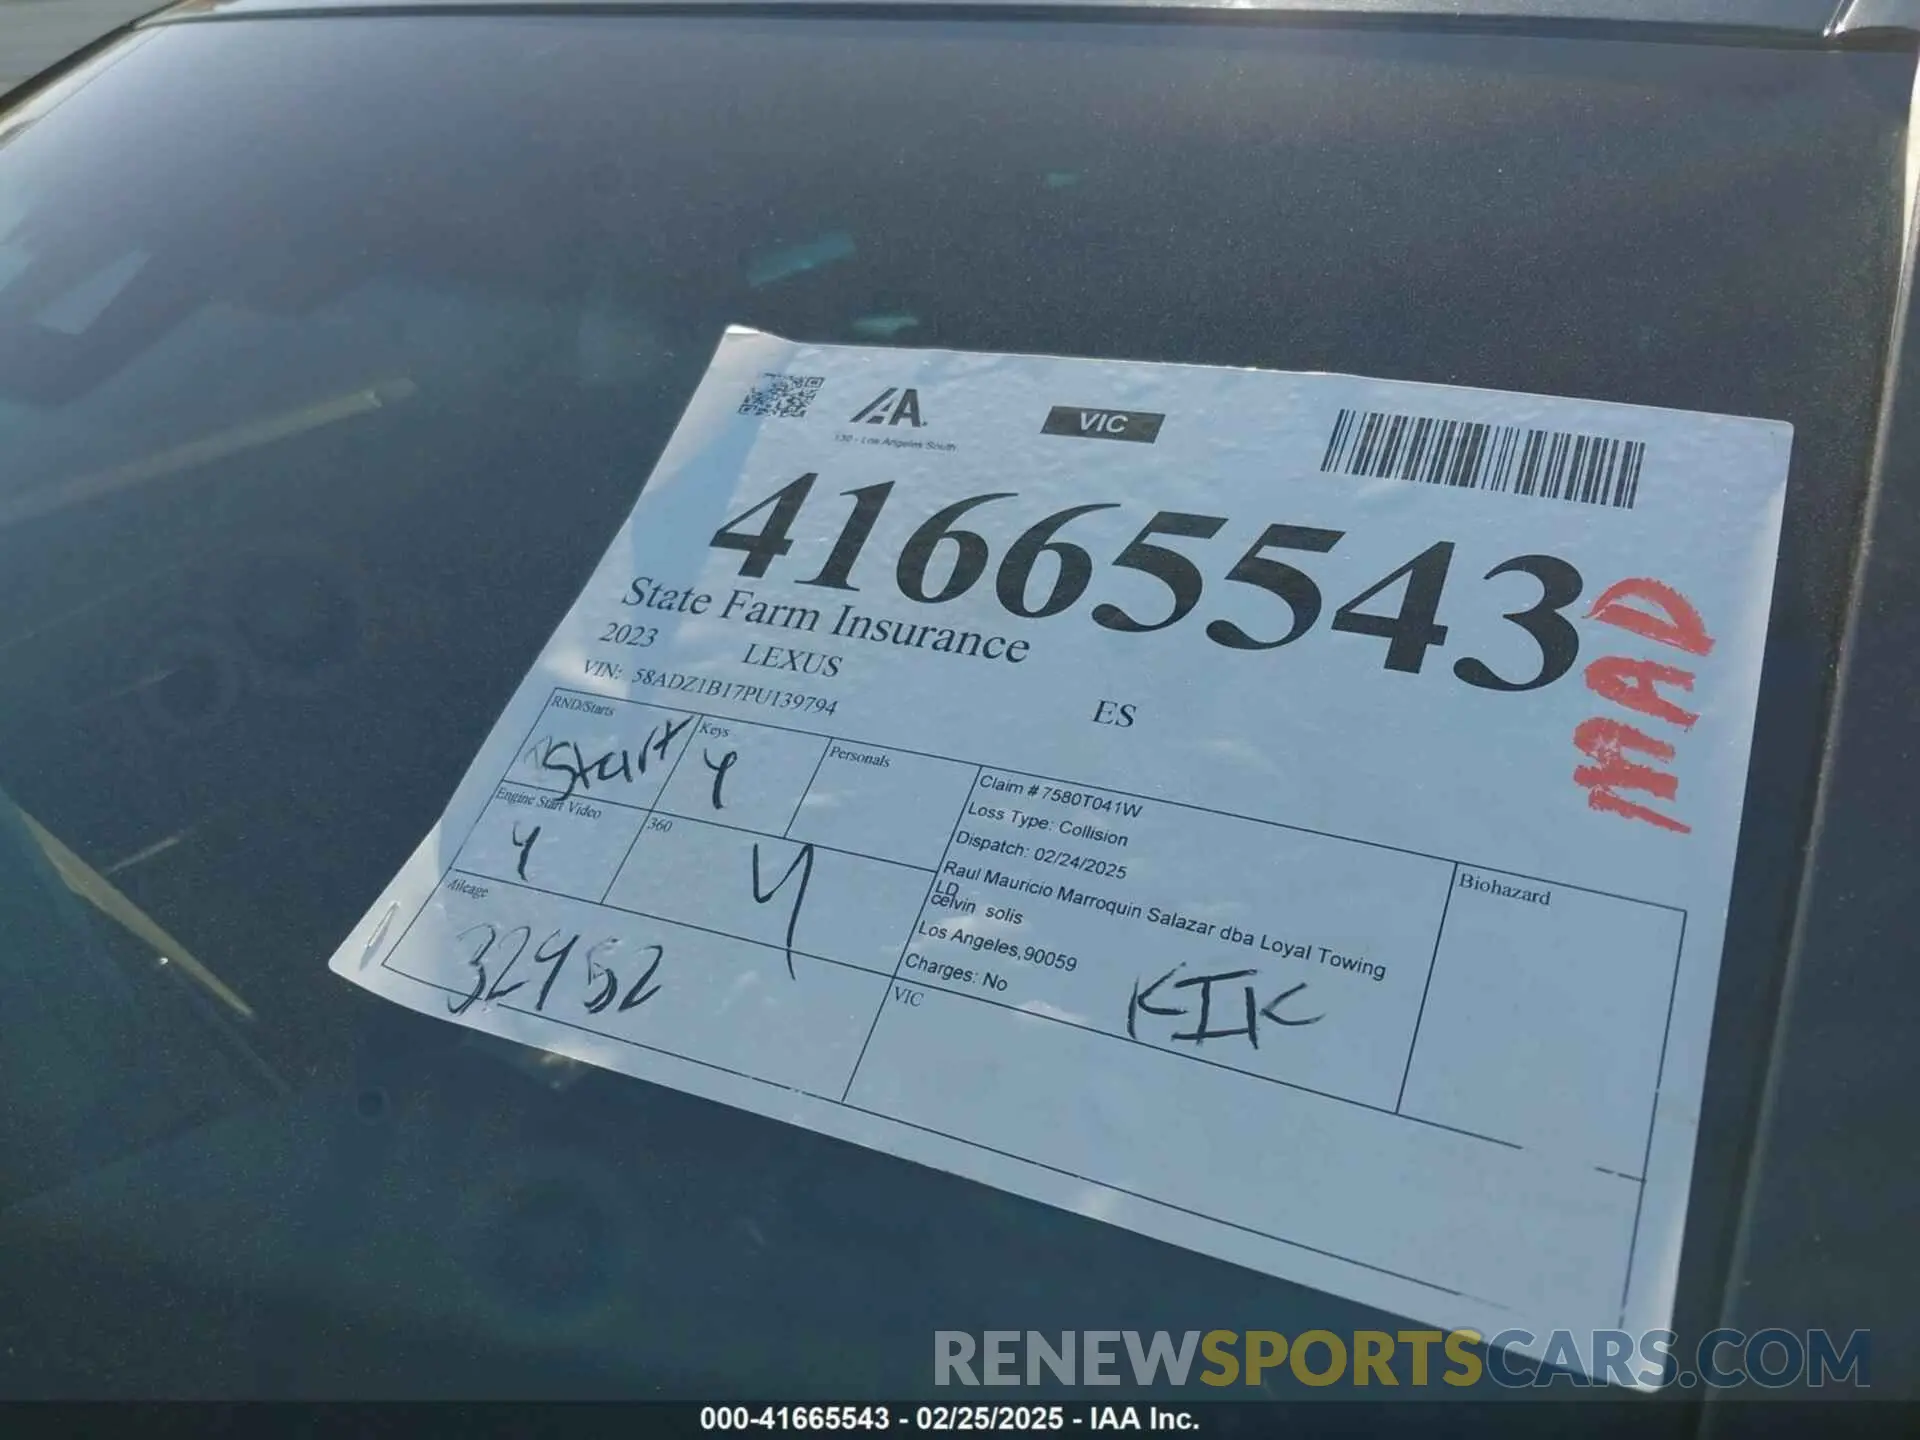 IAA
130 - Los Angeles South
VIC
41665543
State Farm Insurance
2023 LEXUS ES
VIN: 58ADZ1B17PU139794
MAD
RND/Starts
Start
Keys
Y
Personals
Engine Start Video
Y
360
Y
Mileage
32952
Claim # 7580T041W
Loss Type: Collision
Dispatch: 02/24/2025
Raul Mauricio Marroquin Salazar dba Loyal Towing
LD
celvin solis
Los Angeles,90059
Charges: No
KIK
Biohazard
VIC
RENEWSPORTSCARS.COM
000-41665543 - 02/25/2025 - IAA Inc.